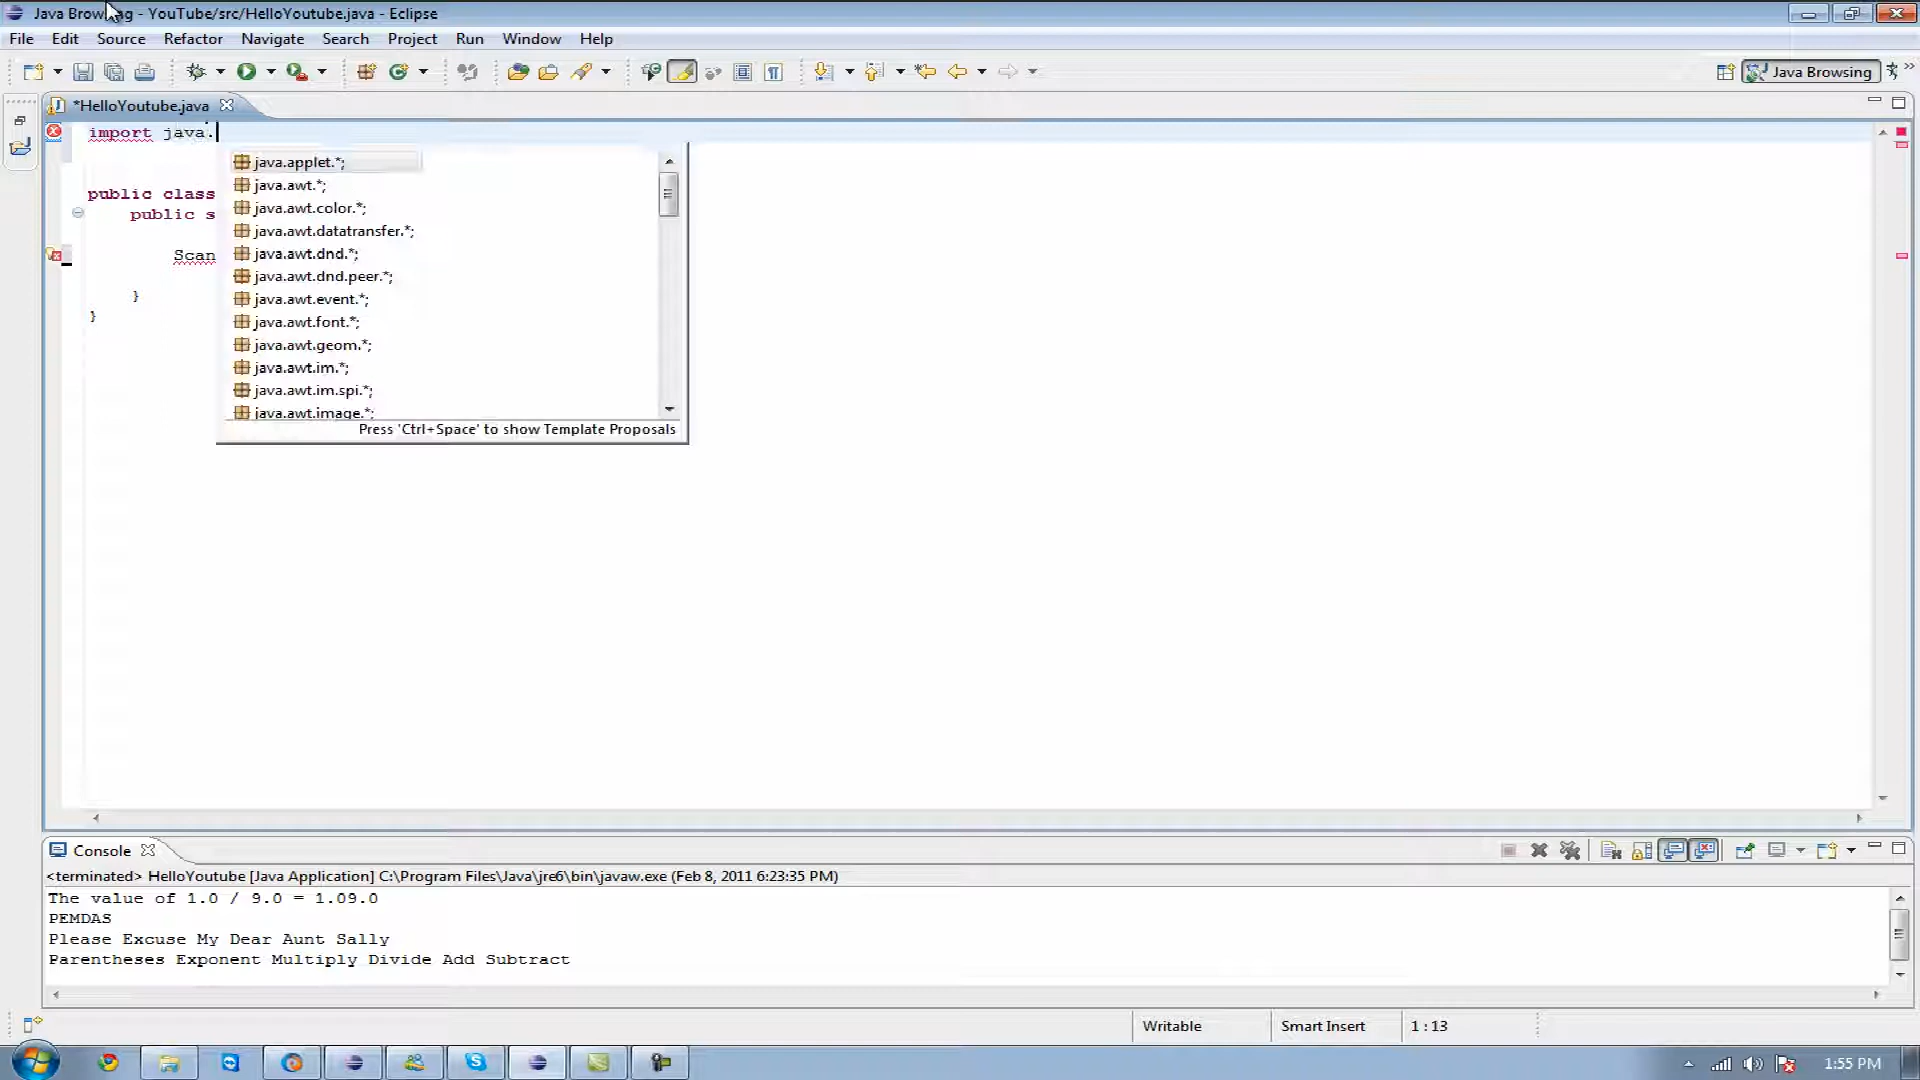 Java Browsing - YouTube/src/HelloYoutube.java - Eclipse
File Edit Source Refactor Navigate Search Project Run Window Help
Java Browsing
*HelloYoutube.java
import java.
java.applet.*;
java.awt.*;
java.awt.color.*;
public class
java.awt.datatransfer.*;
public s
java.awt.dnd.*;
Scan
java.awt.dnd.peer.*;
}
java.awt.event.*;
}
java.awt.font.*;
java.awt.geom.*;
java.awt.im.*;
java.awt.im.spi.*;
java.awt.image.*;
Press 'Ctrl+Space' to show Template Proposals
Console
<terminated> HelloYoutube [Java Application] C:\Program Files\Java\jre6\bin\javaw.exe (Feb 8, 2011 6:23:35 PM)
The value of 1.0 / 9.0 = 1.09.0
PEMDAS
Please Excuse My Dear Aunt Sally
Parentheses Exponent Multiply Divide Add Subtract
Writable Smart Insert 1 : 13
1:55 PM